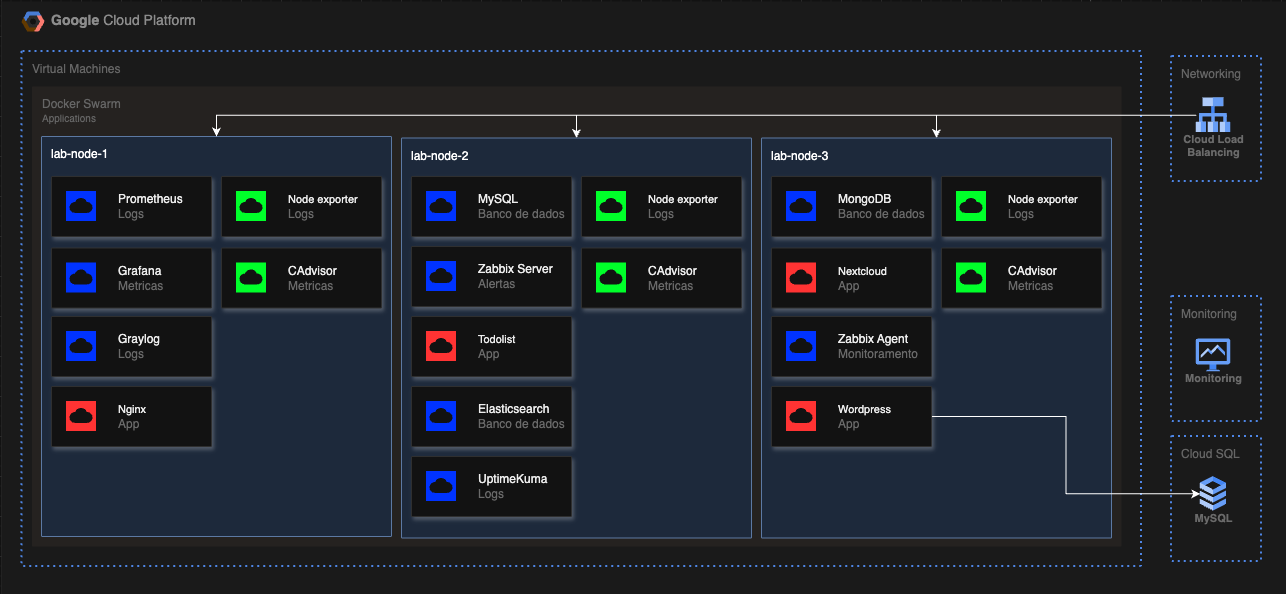 Google Cloud Platform
Virtual Machines
Docker Swarm
Applications
lab-node-1
Prometheus
Logs
Node exporter
Logs
Grafana
Metricas
CAdvisor
Metricas
Graylog
Logs
Nginx
App
lab-node-2
MySQL
Banco de dados
Node exporter
Logs
Zabbix Server
Alertas
CAdvisor
Metricas
Todolist
App
Elasticsearch
Banco de dados
UptimeKuma
Logs
lab-node-3
MongoDB
Banco de dados
Node exporter
Logs
Nextcloud
App
CAdvisor
Metricas
Zabbix Agent
Monitoramento
Wordpress
App
Networking
Cloud Load
Balancing
Monitoring
Monitoring
Cloud SQL
MySQL